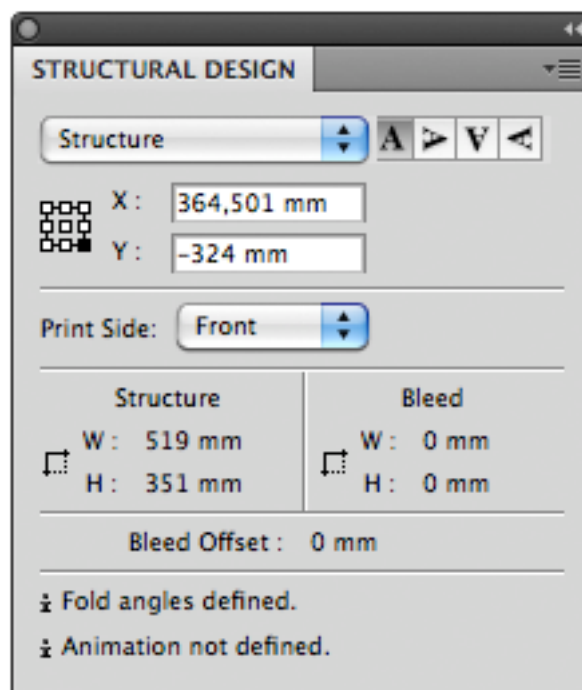 STRUCTURAL DESIGN
Structure A A A A
X : 364,501 mm
Y : -324 mm
Print Side: Front
Structure Bleed
W : 519 mm W : 0 mm
H : 351 mm H : 0 mm
Bleed Offset : 0 mm
i Fold angles defined.
i Animation not defined.